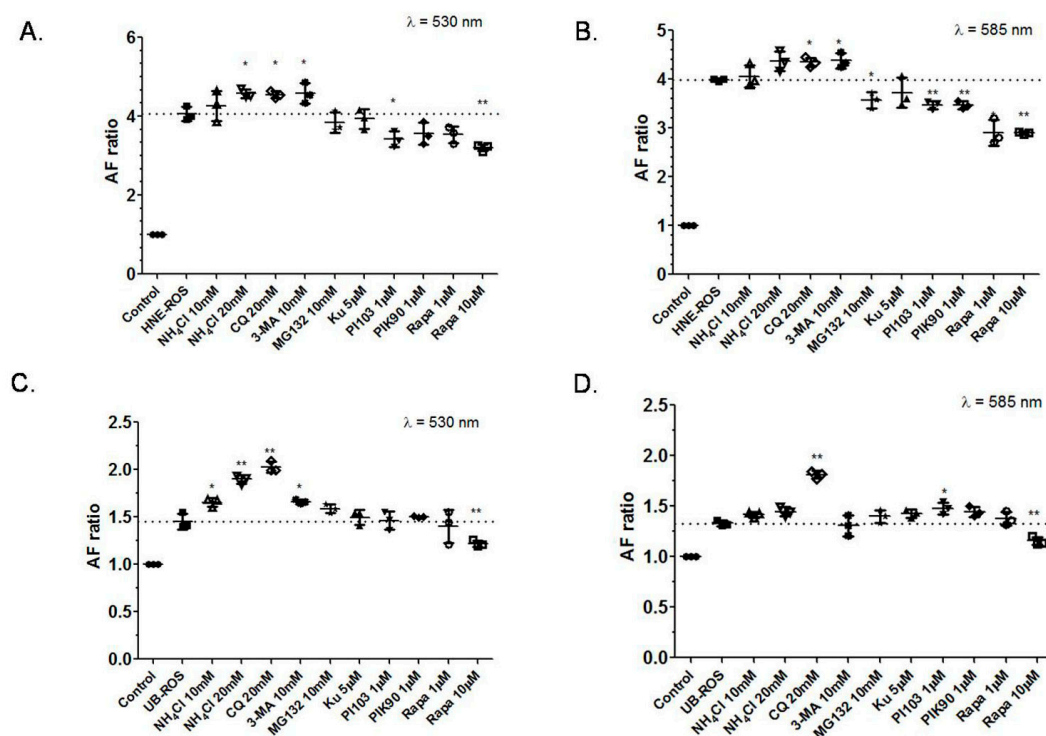 A.
λ = 530 nm
AF ratio
6
4
2
0
* * * * **
Control
HNE-ROS
NH₄Cl 10mM
NH₄Cl 20mM
CQ 20mM
3-MA 10mM
MG132 10mM
Ku 5µM
PI103 1µM
PIK90 1µM
Rapa 1µM
Rapa 10µM
B.
λ = 585 nm
AF ratio
5
4
3
2
1
0
* * * ** ** * **
Control
HNE-ROS
NH₄Cl 10mM
NH₄Cl 20mM
CQ 20mM
3-MA 10mM
MG132 10mM
Ku 5µM
PI103 1µM
PIK90 1µM
Rapa 1µM
Rapa 10µM
C.
λ = 530 nm
AF ratio
2.5
2.0
1.5
1.0
0.5
0.0
* ** ** * **
Control
UB-ROS
NH₄Cl 10mM
NH₄Cl 20mM
CQ 20mM
3-MA 10mM
MG132 10mM
Ku 5µM
PI103 1µM
PIK90 1µM
Rapa 1µM
Rapa 10µM
D.
λ = 585 nm
AF ratio
2.5
2.0
1.5
1.0
0.5
0.0
** * **
Control
UB-ROS
NH₄Cl 10mM
NH₄Cl 20mM
CQ 20mM
3-MA 10mM
MG132 10mM
Ku 5µM
PI103 1µM
PIK90 1µM
Rapa 1µM
Rapa 10µM